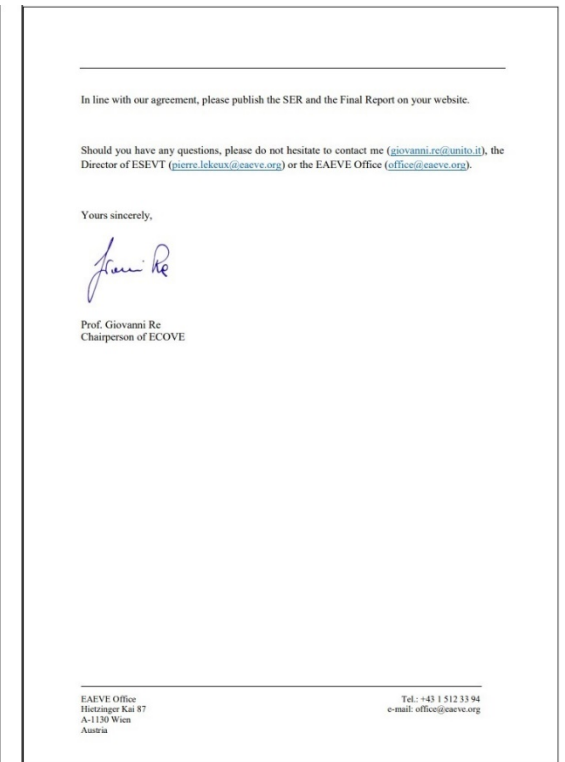 In line with our agreement, please publish the SER and the Final Report on your website.
Should you have any questions, please do not hesitate to contact me (giovanni.re@unito.it), the
Director of ESEVT (pierre.lekeux@eaeve.org) or the EAEVE Office (office@eaeve.org).
Yours sincerely,
Prof. Giovanni Re
Chairperson of ECOVE
EAEVE Office
Hietzinger Kai 87
A-1130 Wien
Austria
Tel.: +43 1 512 33 94
e-mail: office@eaeve.org